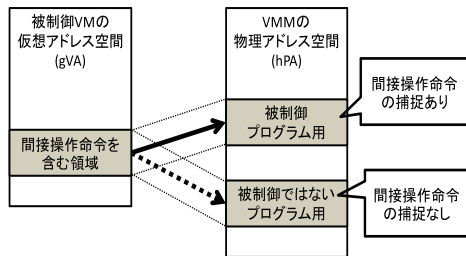 被制御VMの
仮想アドレス空間
(gVA)
VMMの
物理アドレス空間
(hPA)
間接操作命令
の捕捉あり
被制御
プログラム用
間接操作命令を
含む領域
被制御ではない
プログラム用
間接操作命令
の捕捉なし